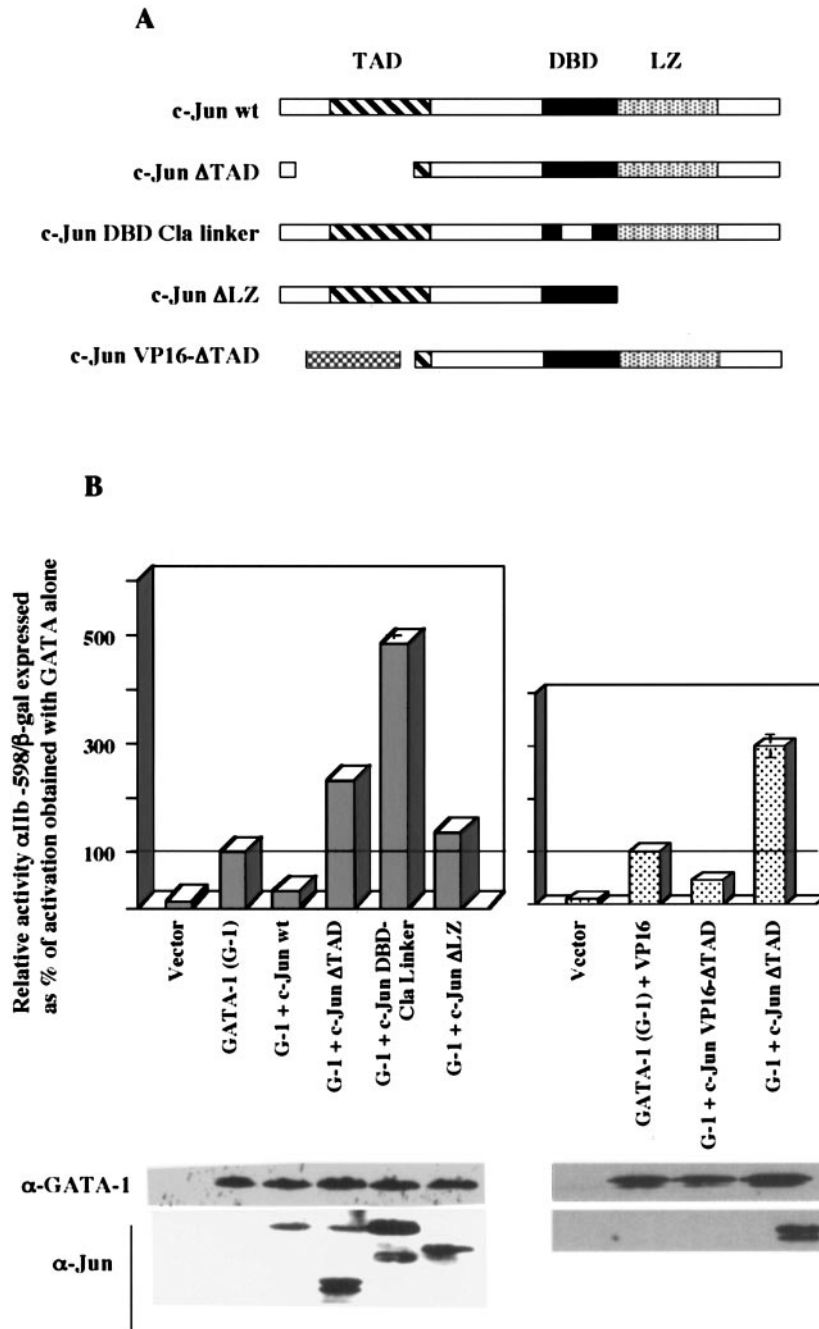 A
TAD DBD LZ
c-Jun wt
c-Jun ΔTAD
c-Jun DBD Cla linker
c-Jun ΔLZ
c-Jun VP16-ΔTAD
B
Relative activity αIIb -598/β-gal expressed
as % of activation obtained with GATA alone
500
300
100
Vector
GATA-1 (G-1)
G-1 + c-Jun wt
G-1 + c-Jun ΔTAD
G-1 + c-Jun DBD-
Cla Linker
G-1 + c-Jun ΔLZ
Vector
GATA-1 (G-1) + VP16
G-1 + c-Jun VP16-ΔTAD
G-1 + c-Jun ΔTAD
α-GATA-1
α-Jun